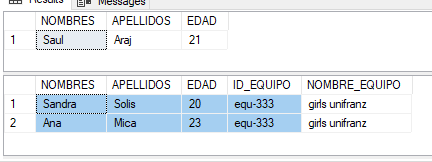 Results Messages
NOMBRES APELLIDOS EDAD
1 Saul Araj 21
NOMBRES APELLIDOS EDAD ID_EQUIPO NOMBRE_EQUIPO
1 Sandra Solis 20 equ-333 girls unifranz
2 Ana Mica 23 equ-333 girls unifranz